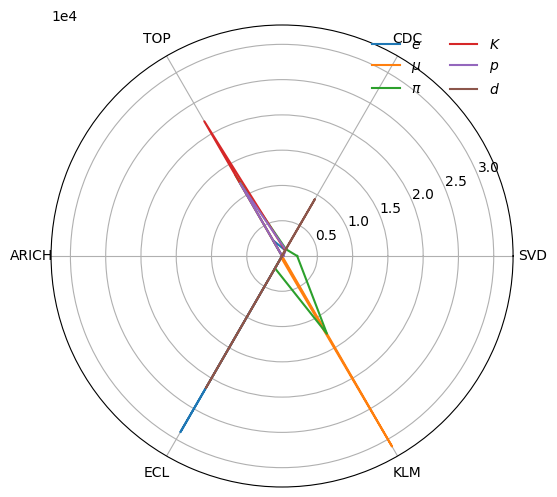 1e4
TOP
CDC
e K
μ p
π d
3.0
2.5
2.0
1.5
1.0
0.5
ARICH
SVD
ECL
KLM